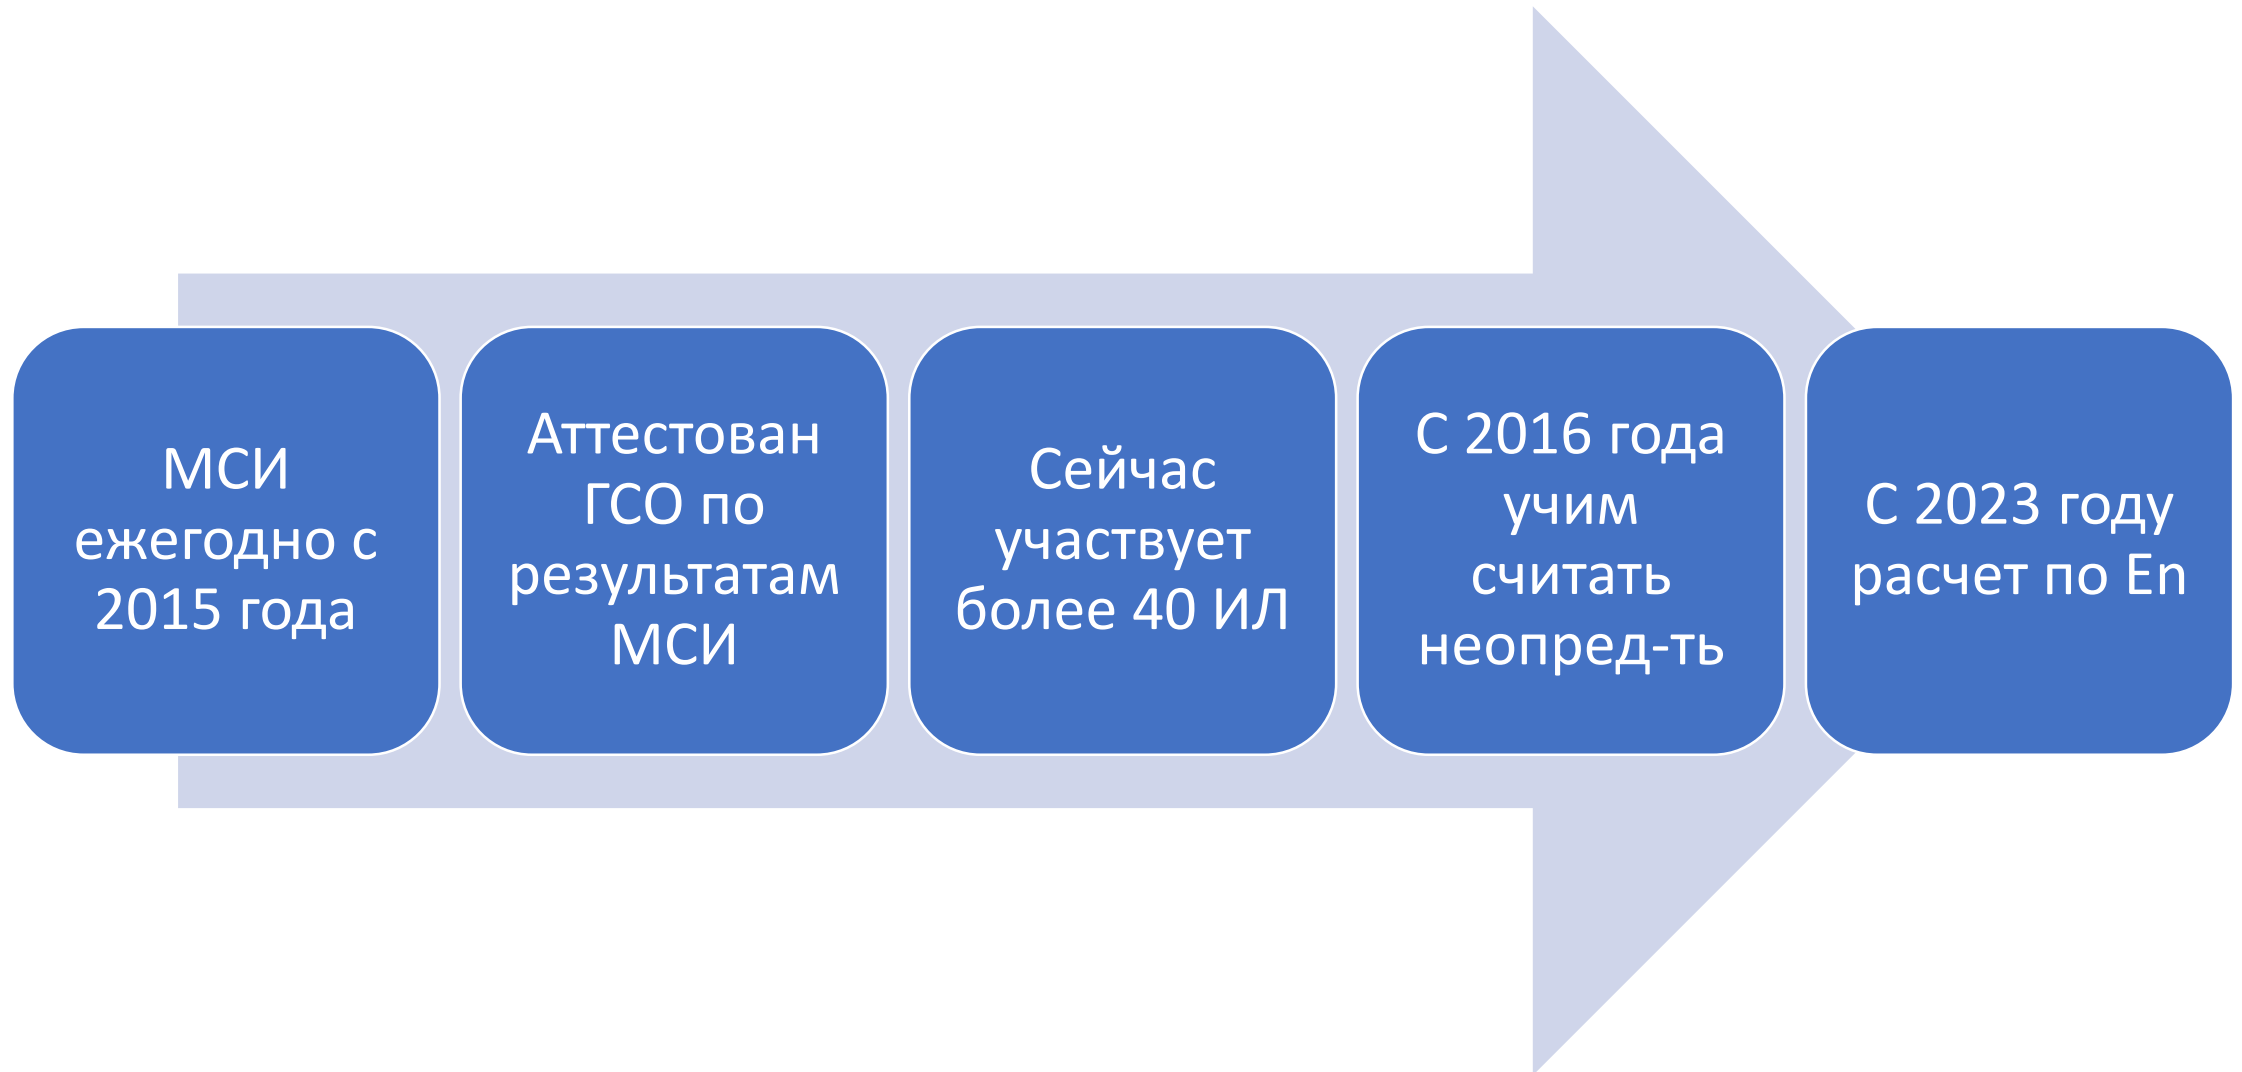 МСИ
ежегодно с
2015 года
Аттестован
ГСО по
результатам
МСИ
Сейчас
участвует
более 40 ИЛ
С 2016 года
учим
считать
неопред-ть
С 2023 году
расчет по En